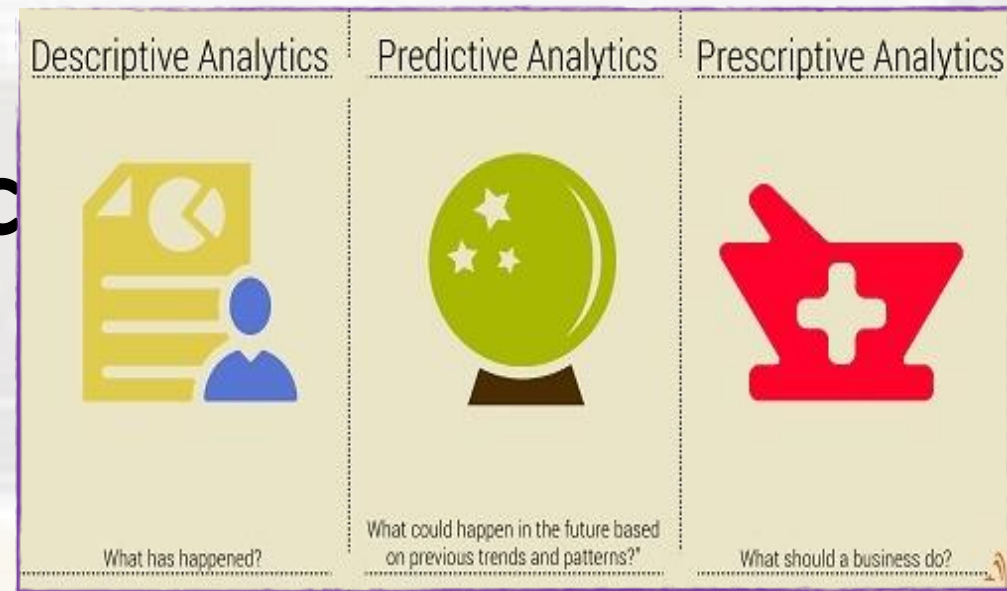 Descriptive Analytics
Predictive Analytics
Prescriptive Analytics
c
What has happened?
What could happen in the future based
on previous trends and patterns?"
What should a business do?